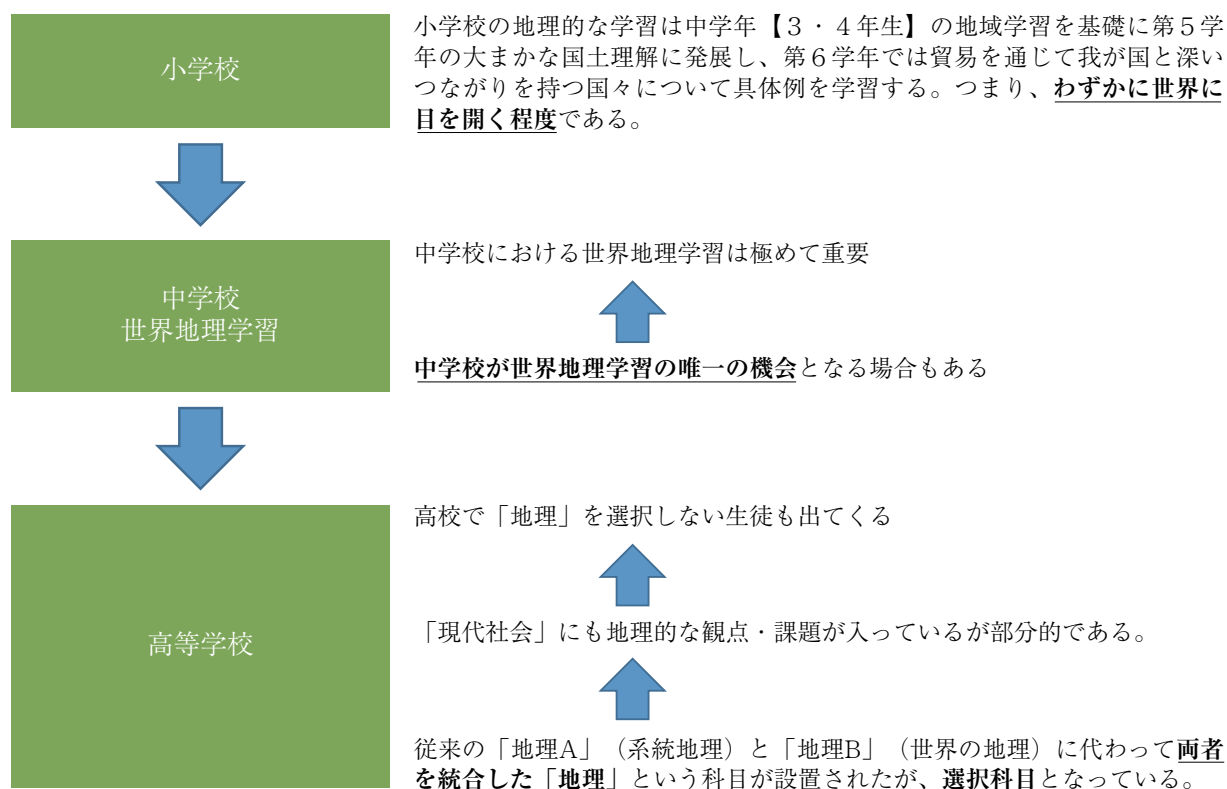 小学校
小学校の地理的な学習は中学年【３・４年生】の地域学習を基礎に第５学
年の大まかな国土理解に発展し、第６学年では貿易を通じて我が国と深い
つながりを持つ国々について具体例を学習する。つまり、わずかに世界に
目を開く程度である。
中学校
世界地理学習
中学校における世界地理学習は極めて重要
中学校が世界地理学習の唯一の機会となる場合もある
高等学校
高校で「地理」を選択しない生徒も出てくる
「現代社会」にも地理的な観点・課題が入っているが部分的である。
従来の「地理A」（系統地理）と「地理B」（世界の地理）に代わって両者
を統合した「地理」という科目が設置されたが、選択科目となっている。